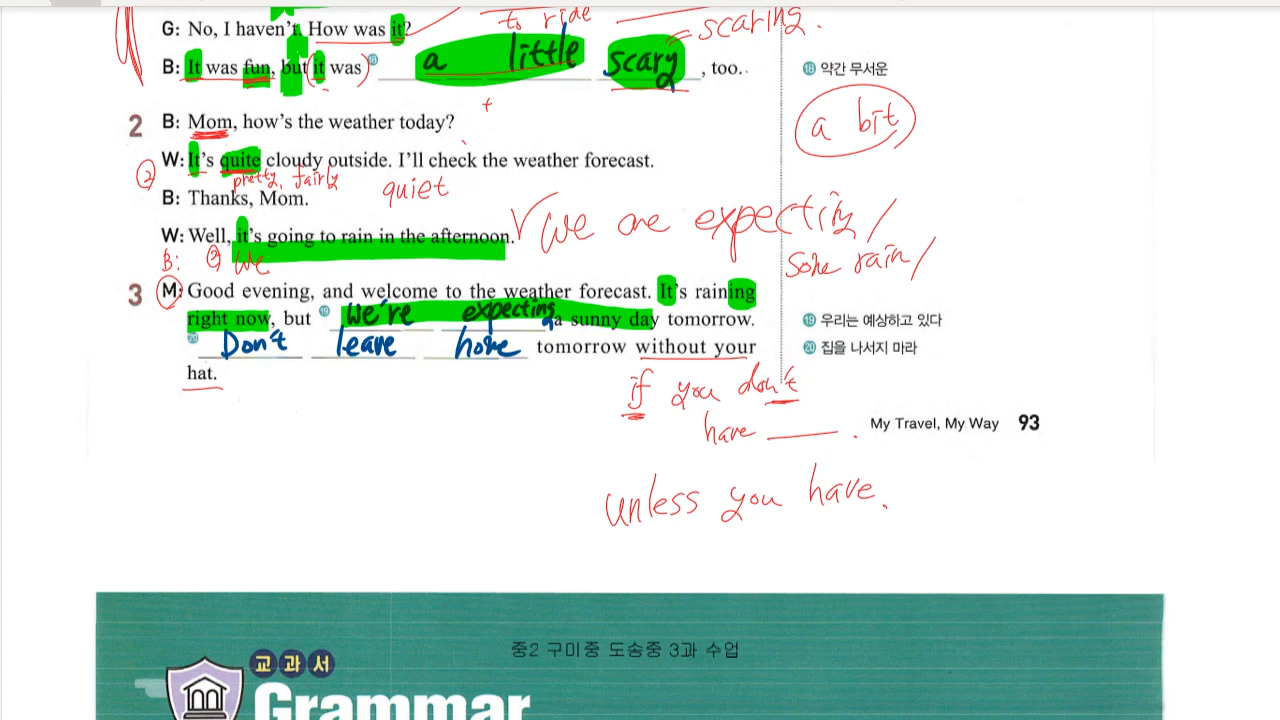 to ride
= scaring.
G: No, I haven't. How was it?
B: It was fun, but it was ⑱ a little scary, too.
⑱ 약간 무서운
a bit
2 B: Mom, how's the weather today?
W: It's quite cloudy outside. I'll check the weather forecast.
pretty, fairly
quiet
B: Thanks, Mom.
W: Well, it's going to rain in the afternoon.
we are expecting
some rain
B: ② we
3 M: Good evening, and welcome to the weather forecast. It's raining
right now, but ⑲ we're expecting a sunny day tomorrow.
⑲ 우리는 예상하고 있다
⑳ Don't leave home tomorrow without your
⑳ 집을 나서지 마라
hat.
if you don't
have ____.
My Travel, My Way 93
unless you have.
중2 구미중 도송중 3과 수업
교과서
Grammar